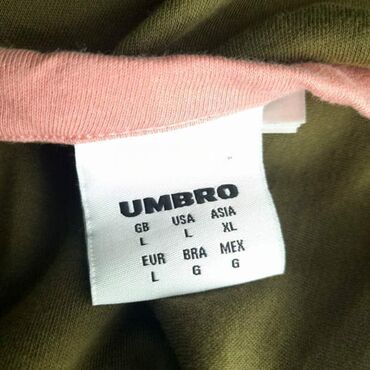 UMBRO
GB USA ASIA
L L XL
EUR BRA MEX
L G G